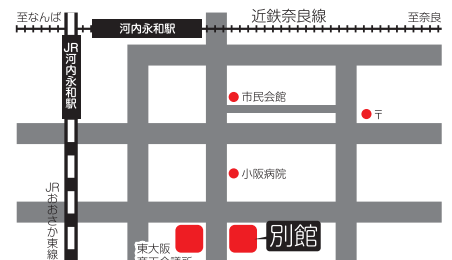 至なんば
近鉄奈良線
至奈良
河内永和駅
JR河内永和駅
市民会館
〒
小阪病院
JRおおさか東線
別館
東大阪